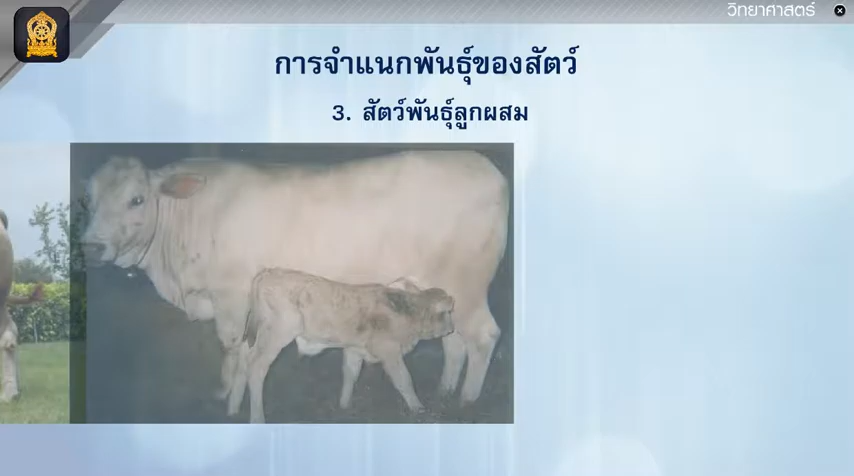 วิทยาศาสตร์
การจำแนกพันธุ์ของสัตว์
3. สัตว์พันธุ์ลูกผสม